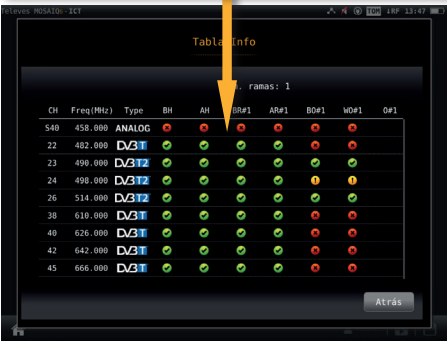 Televes MOSAIQ6-ICT TDM ↓RF 13:47
Tabla Info
ramas: 1
CH Freq(MHz) Type BH AH BR#1 AR#1 BO#1 WO#1 O#1
S40 458.000 ANALOG
22 482.000 DVB T
23 490.000 DVB T2
24 498.000 DVB T2
26 514.000 DVB T2
38 610.000 DVB T
40 626.000 DVB T
42 642.000 DVB T
45 666.000 DVB T
Atrás